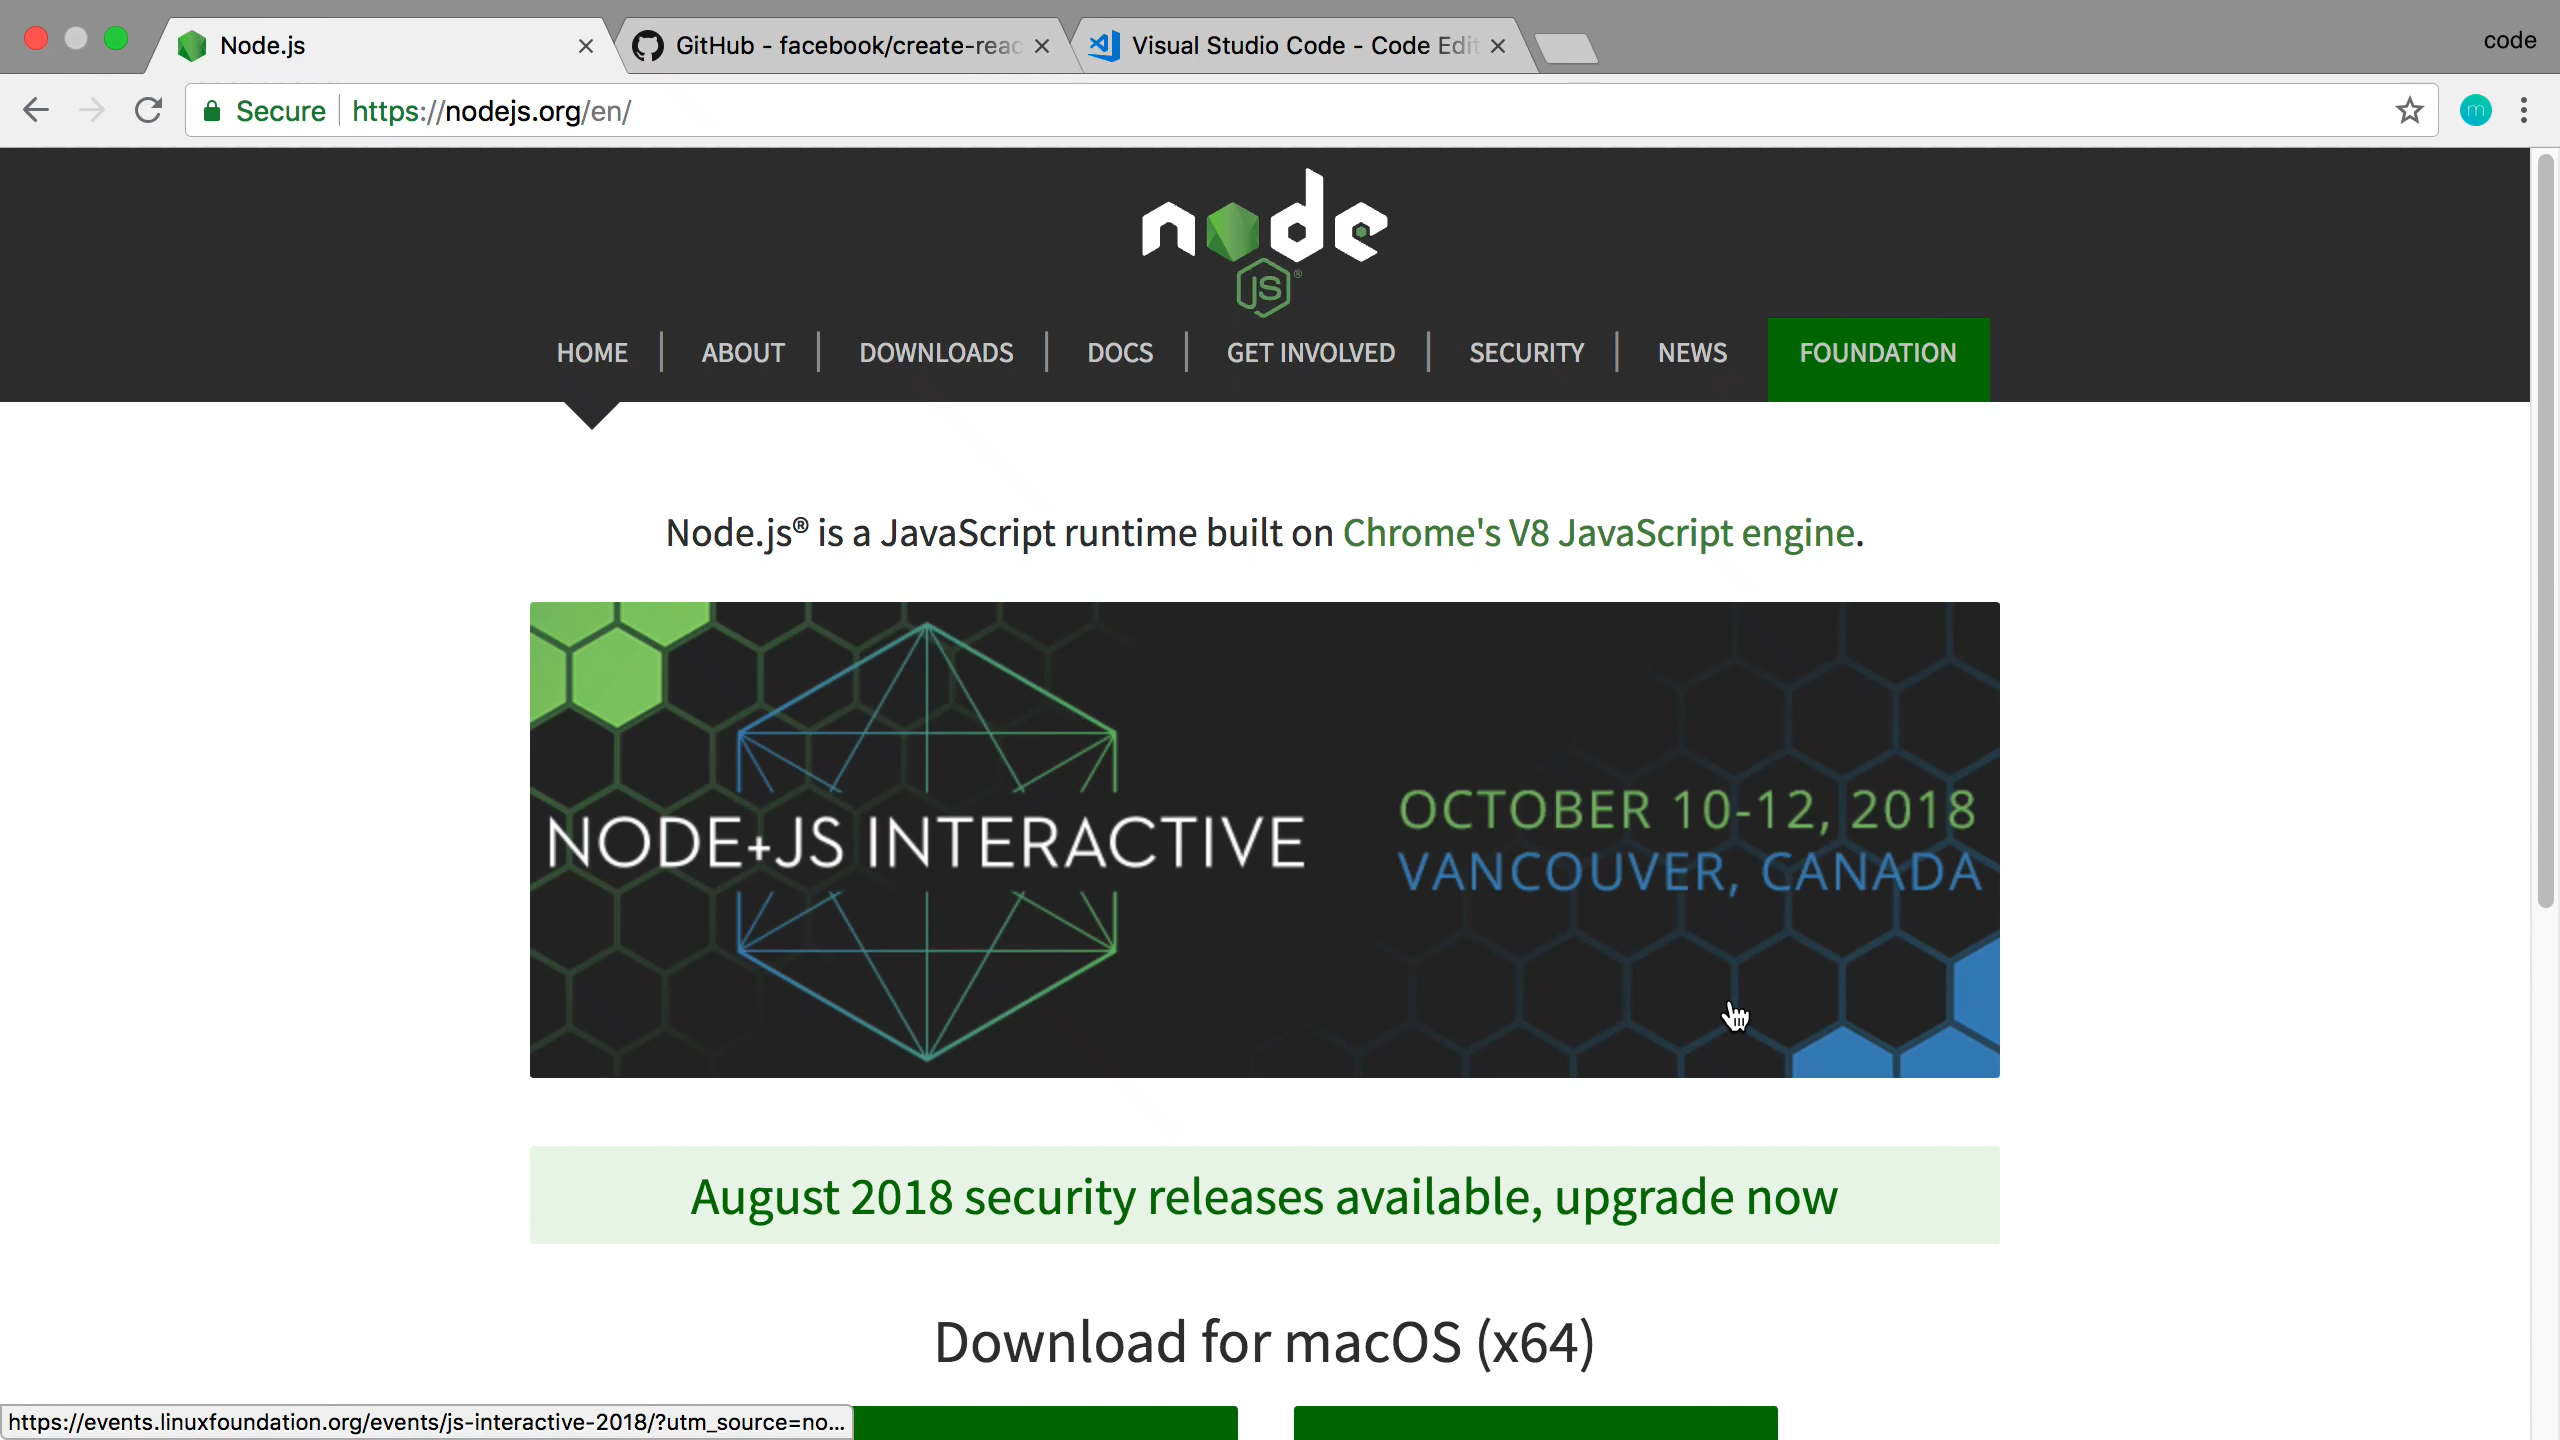 Node.js
GitHub - facebook/create-reac
Visual Studio Code - Code Edit
code
Secure
https://nodejs.org/en/
m
node
JS®
HOME
ABOUT
DOWNLOADS
DOCS
GET INVOLVED
SECURITY
NEWS
FOUNDATION
Node.js® is a JavaScript runtime built on Chrome's V8 JavaScript engine.
NODE+JS INTERACTIVE
OCTOBER 10-12, 2018
VANCOUVER, CANADA
August 2018 security releases available, upgrade now
Download for macOS (x64)
https://events.linuxfoundation.org/events/js-interactive-2018/?utm_source=no...